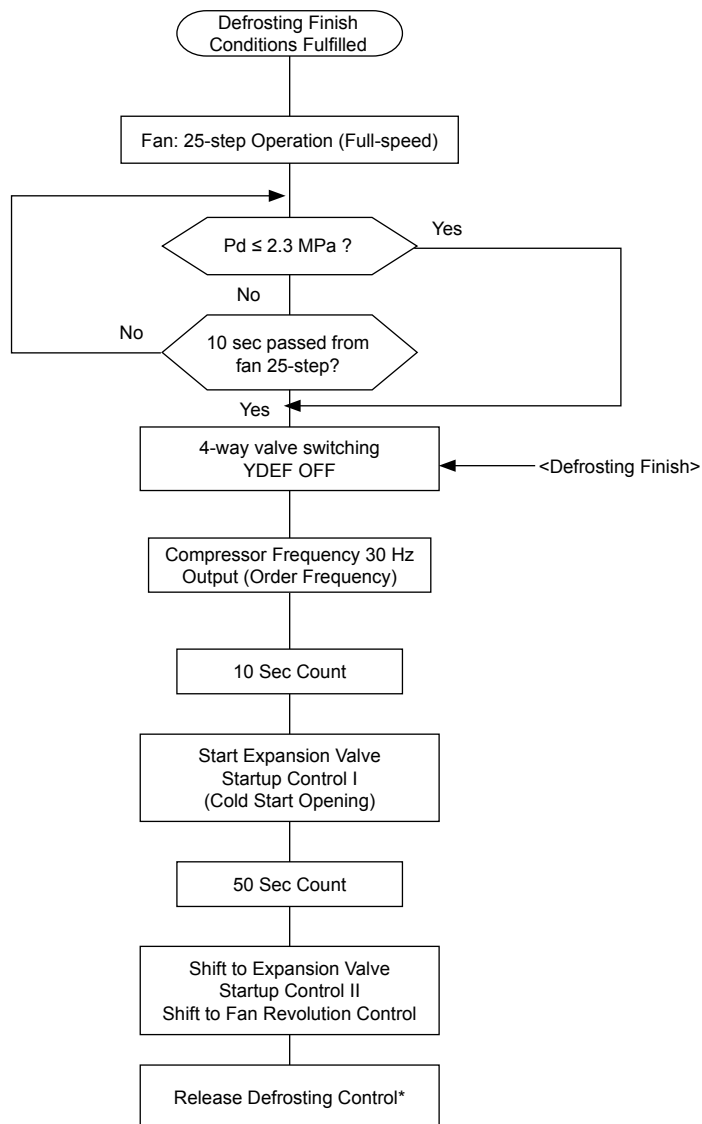 Defrosting Finish
Conditions Fulfilled
Fan: 25-step Operation (Full-speed)
Pd ≤ 2.3 MPa ?
Yes
No
No
10 sec passed from
fan 25-step?
Yes
4-way valve switching
YDEF OFF
<Defrosting Finish>
Compressor Frequency 30 Hz
Output (Order Frequency)
10 Sec Count
Start Expansion Valve
Startup Control I
(Cold Start Opening)
50 Sec Count
Shift to Expansion Valve
Startup Control II
Shift to Fan Revolution Control
Release Defrosting Control*